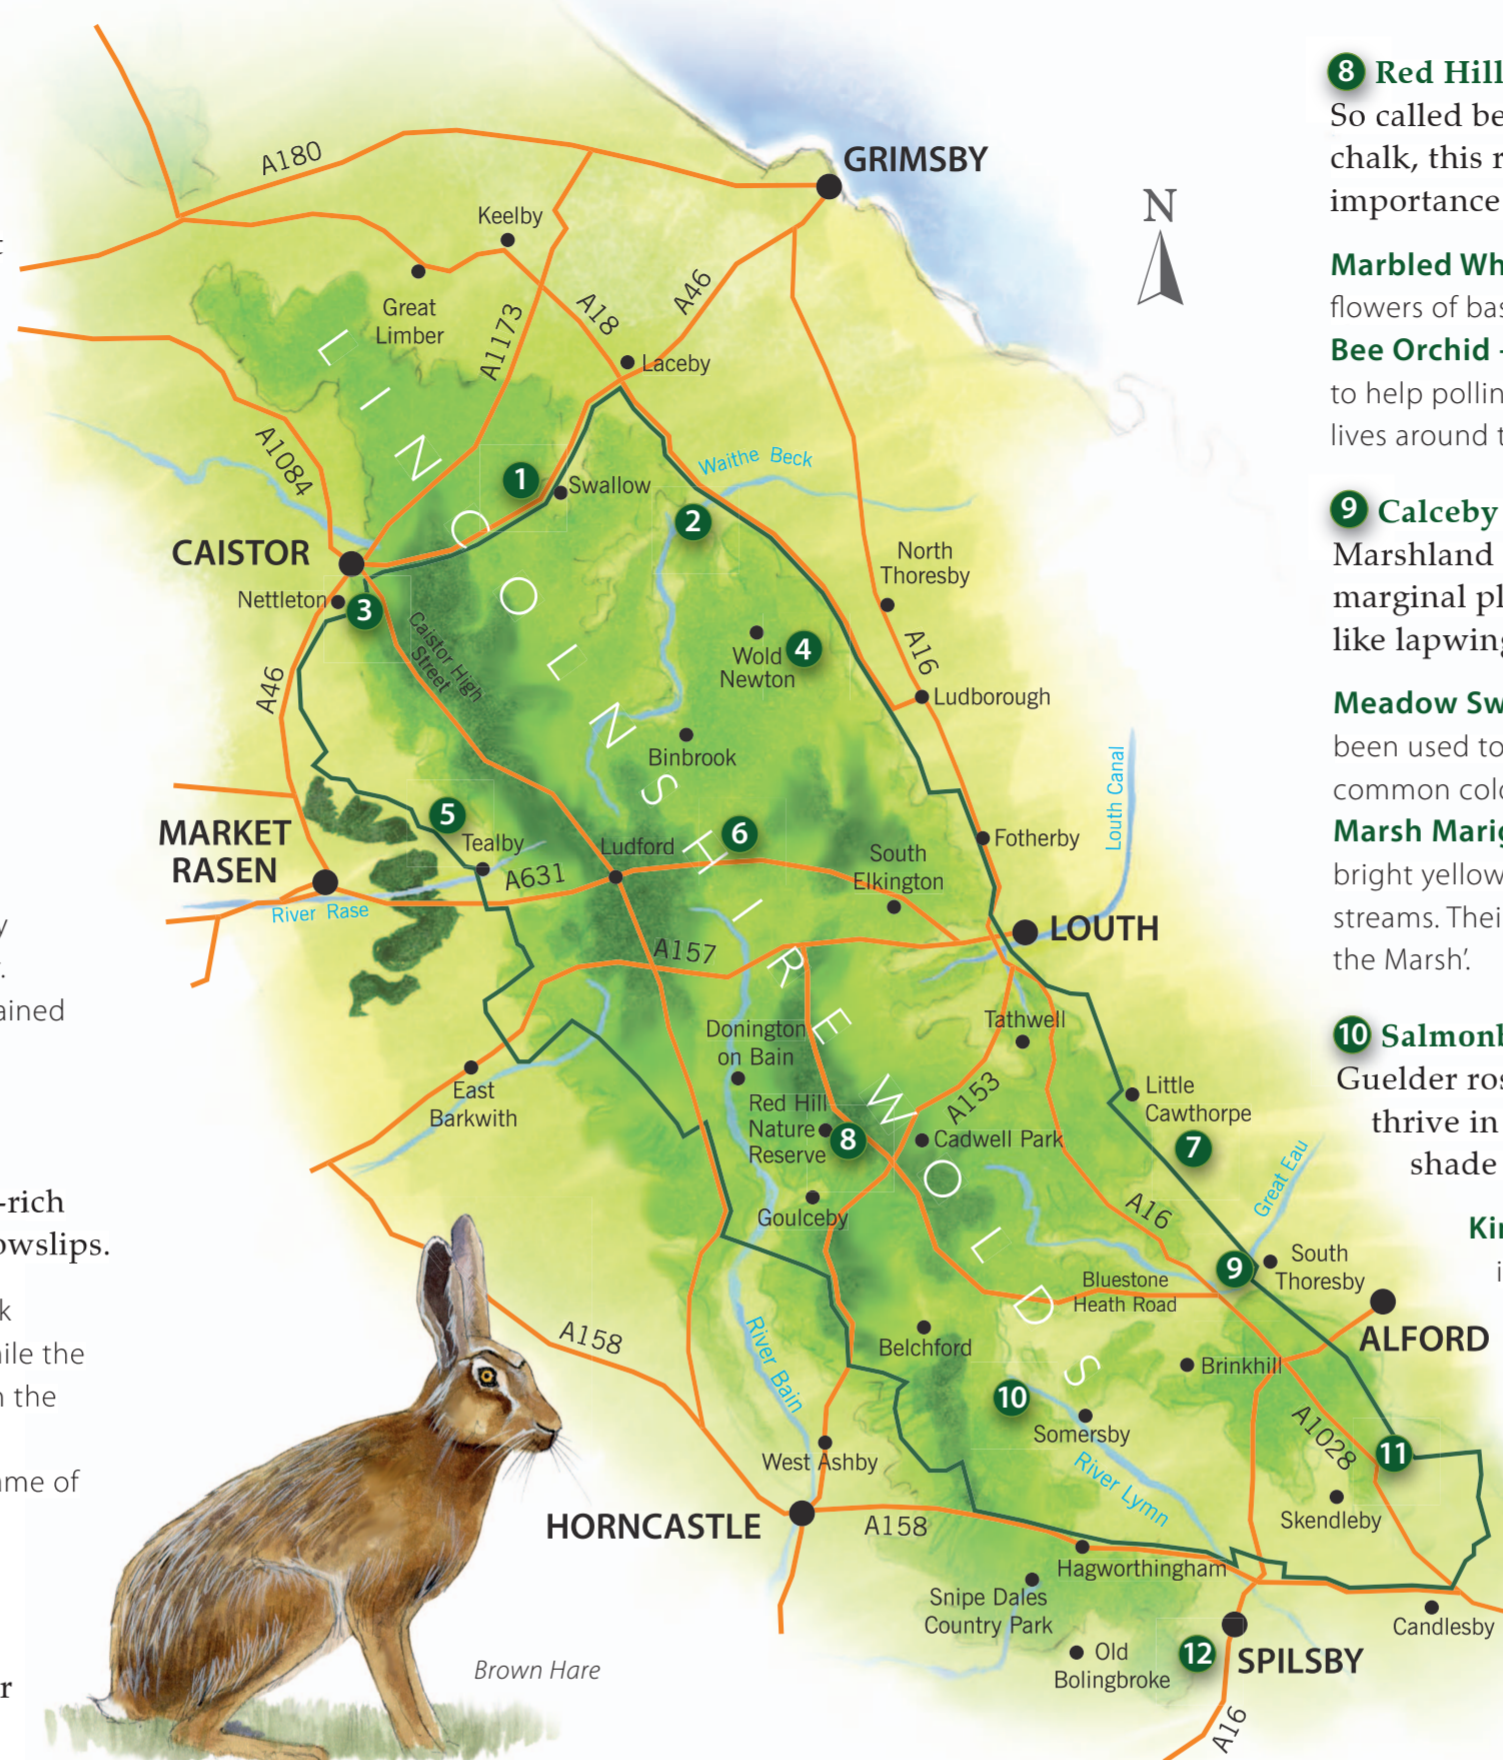 GRIMSBY
A180
Keelby
N
Great
Limber
A1173
A18
A46
Laceby
A1084
Waithe Beck
1
Swallow
2
CAISTOR
Nettleton
3
Caistor High
Street
North
Thoresby
Wold
Newton
4
A16
A46
Ludborough
Binbrook
Louth Canal
MARKET
RASEN
5
Tealby
Ludford
6
Fotherby
South
Elkington
A631
River Rase
LOUTH
A157
Donington
on Bain
Tathwell
East
Barkwith
A153
Little
Cawthorpe
Red Hill
Nature
Reserve
8
Cadwell Park
7
Great Eau
Goulceby
A16
9
South
Thoresby
Bluestone
Heath Road
ALFORD
A158
River Bain
Belchford
Brinkhill
10
Somersby
A1028
11
West Ashby
River Lymn
HORNCASTLE
A158
Skendleby
Hagworthingham
Snipe Dales
Country Park
Candlesby
Old
Bolingbroke
12
SPILSBY
A16
LINCOLNSHIRE WOLDS
Brown Hare
t
y
.
ained
-rich
owslips.
k
ile the
n the
ame of
r
8 Red Hill
So called be
chalk, this r
importance
Marbled Wh
flowers of bas
Bee Orchid -
to help pollin
lives around t
9 Calceby
Marshland
marginal pl
like lapwing
Meadow Sw
been used to
common colo
Marsh Marig
bright yellow
streams. Thei
the Marsh'.
10 Salmonb
Guelder ros
thrive in
shade
Kin
i